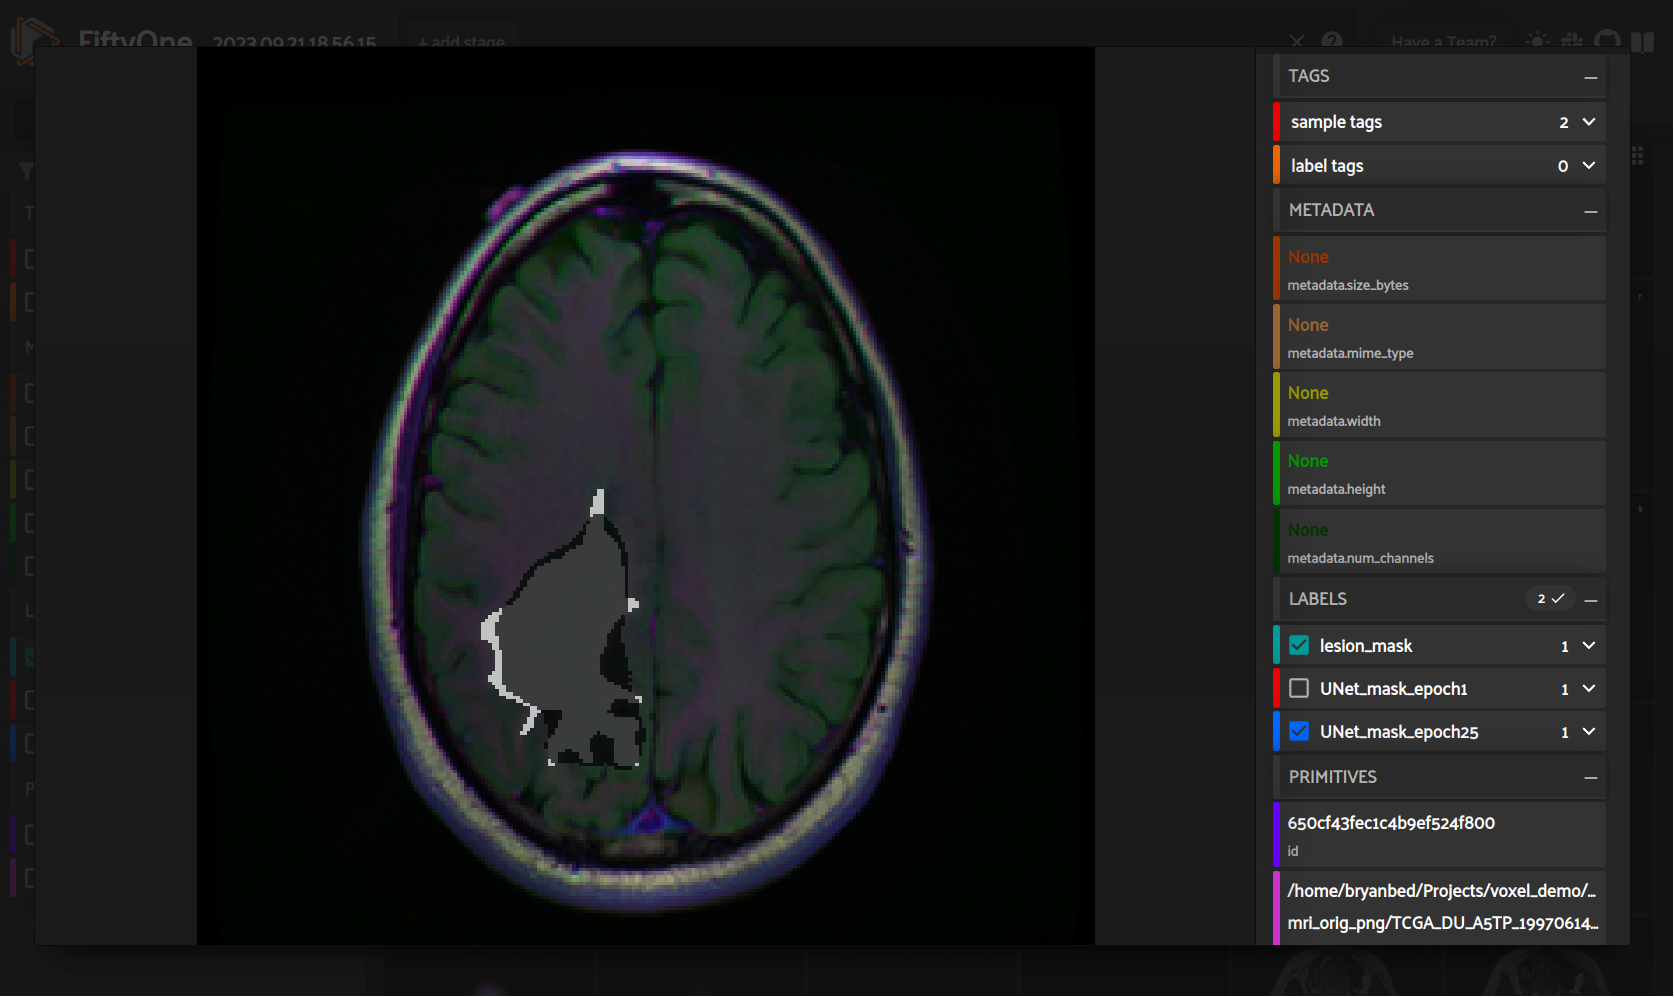 FiftyOne
2023.09.21.18.56.15
+ add stage
Have a Team?
TAGS
sample tags 2
label tags 0
METADATA
None
metadata.size_bytes
None
metadata.mime_type
None
metadata.width
None
metadata.height
None
metadata.num_channels
LABELS 2
lesion_mask 1
UNet_mask_epoch1 1
UNet_mask_epoch25 1
PRIMITIVES
650cf43fec1c4b9ef524f800
id
/home/bryanbed/Projects/voxel_demo/...
mri_orig_png/TCGA_DU_A5TP_19970614...